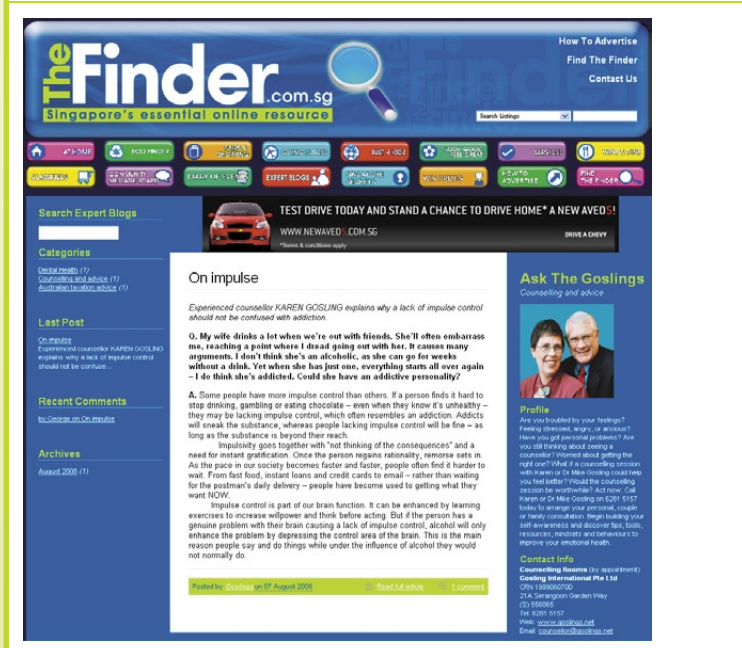 How To Advertise
Find The Finder
Contact Us
The Finder.com.sg
Singapore's essential online resource
Search Listings
AT HOME
ECO FINDER
GOING PLACES
JUST 4 KIDZ
LOOK GOOD
FEEL GREAT
SERVICES
WINE & DINE
CLASSIFIEDS
COMMUNITY
MESSAGE BOARD
DIARY OF EVENTS
EXPERT BLOGS
WIN PRIZES
HOW TO
ADVERTISE
FIND
THE FINDER
Search Expert Blogs
TEST DRIVE TODAY AND STAND A CHANCE TO DRIVE HOME* A NEW AVEO5!
WWW.NEWAVEO5.COM.SG
DRIVE A CHEVY
*Terms & conditions apply
Categories
Dental Health (1)
Counselling and advice (1)
Australian taxation advice (1)
Last Post
On impulse
Experienced counsellor KAREN GOSLING
explains why a lack of impulse control
should not be confuse...
Recent Comments
by George on On impulse
Archives
August 2008 (1)
On impulse
Experienced counsellor KAREN GOSLING explains why a lack of impulse control
should not be confused with addiction.
Q. My wife drinks a lot when we're out with friends. She'll often embarrass
me, reaching a point where I dread going out with her. It causes many
arguments. I don't think she's an alcoholic, as she can go for weeks
without a drink. Yet when she has just one, everything starts all over again
– I do think she's addicted. Could she have an addictive personality?
A. Some people have more impulse control than others. If a person finds it hard to
stop drinking, gambling or eating chocolate – even when they know it's unhealthy –
they may be lacking impulse control, which often resembles an addiction. Addicts
will sneak the substance, whereas people lacking impulse control will be fine – as
long as the substance is beyond their reach.
Impulsivity goes together with "not thinking of the consequences" and a
need for instant gratification. Once the person regains rationality, remorse sets in.
As the pace in our society becomes faster and faster, people often find it harder to
wait. From fast food, instant loans and credit cards to email – rather than waiting
for the postman's daily delivery – people have become used to getting what they
want NOW.
Impulse control is part of our brain function. It can be enhanced by learning
exercises to increase willpower and think before acting. But if the person has a
genuine problem with their brain causing a lack of impulse control, alcohol will only
enhance the problem by depressing the control area of the brain. This is the main
reason people say and do things while under the influence of alcohol they would
not normally do.
Posted by Goslings on 07 August 2008
Read full article
1 comment
Ask The Goslings
Counselling and advice
Profile
Are you troubled by your feelings?
Feeling stressed, angry, or anxious?
Have you got personal problems? Are
you still thinking about seeing a
counsellor? Worried about getting the
right one? What if a counselling session
with Karen or Dr Mike Gosling could help
you feel better? Would the counselling
session be worthwhile? Act now. Call
Karen or Dr Mike Gosling on 6281 5157
today to arrange your personal, couple
or family consultation. Begin building your
self-awareness and discover tips, tools,
resources, mindsets and behaviours to
improve your emotional health.
Contact Info
Counselling Rooms (by appointment)
Gosling International Pte Ltd
CRN 199906070D
21A Serangoon Garden Way
(S) 556065
Tel: 6281 5157
Web: www.goslings.net
Email: counsellor@goslings.net